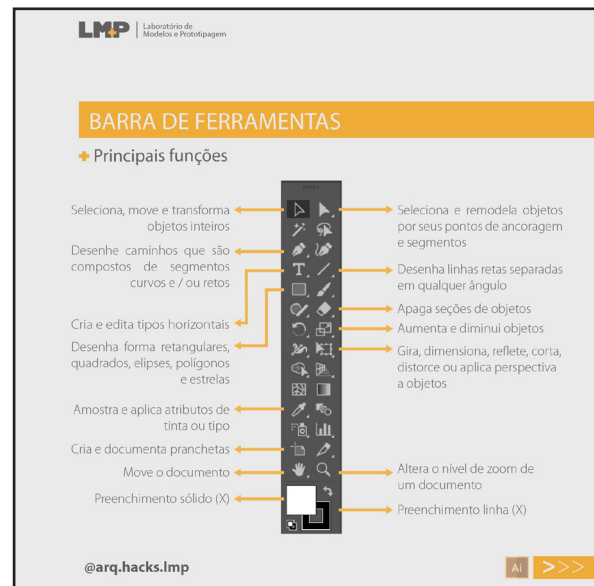 LMP
Laboratório de
Modelos e Prototipagem
BARRA DE FERRAMENTAS
Principais funções
Seleciona, move e transforma
objetos inteiros
Desenhe caminhos que são
compostos de segmentos
curvos e / ou retos
Cria e edita tipos horizontais
Desenha forma retangulares,
quadrados, elipses, polígonos
e estrelas
Amostra e aplica atributos de
tinta ou tipo
Cria e documenta pranchetas
Move o documento
Preenchimento sólido (X)
Seleciona e remodela objetos
por seus pontos de ancoragem
e segmentos
Desenha linhas retas separadas
em qualquer ângulo
Apaga seções de objetos
Aumenta e diminui objetos
Gira, dimensiona, reflete, corta,
distorce ou aplica perspectiva
a objetos
Altera o nível de zoom de
um documento
Preenchimento linha (X)
@arq.hacks.lmp
Ai
>>>>